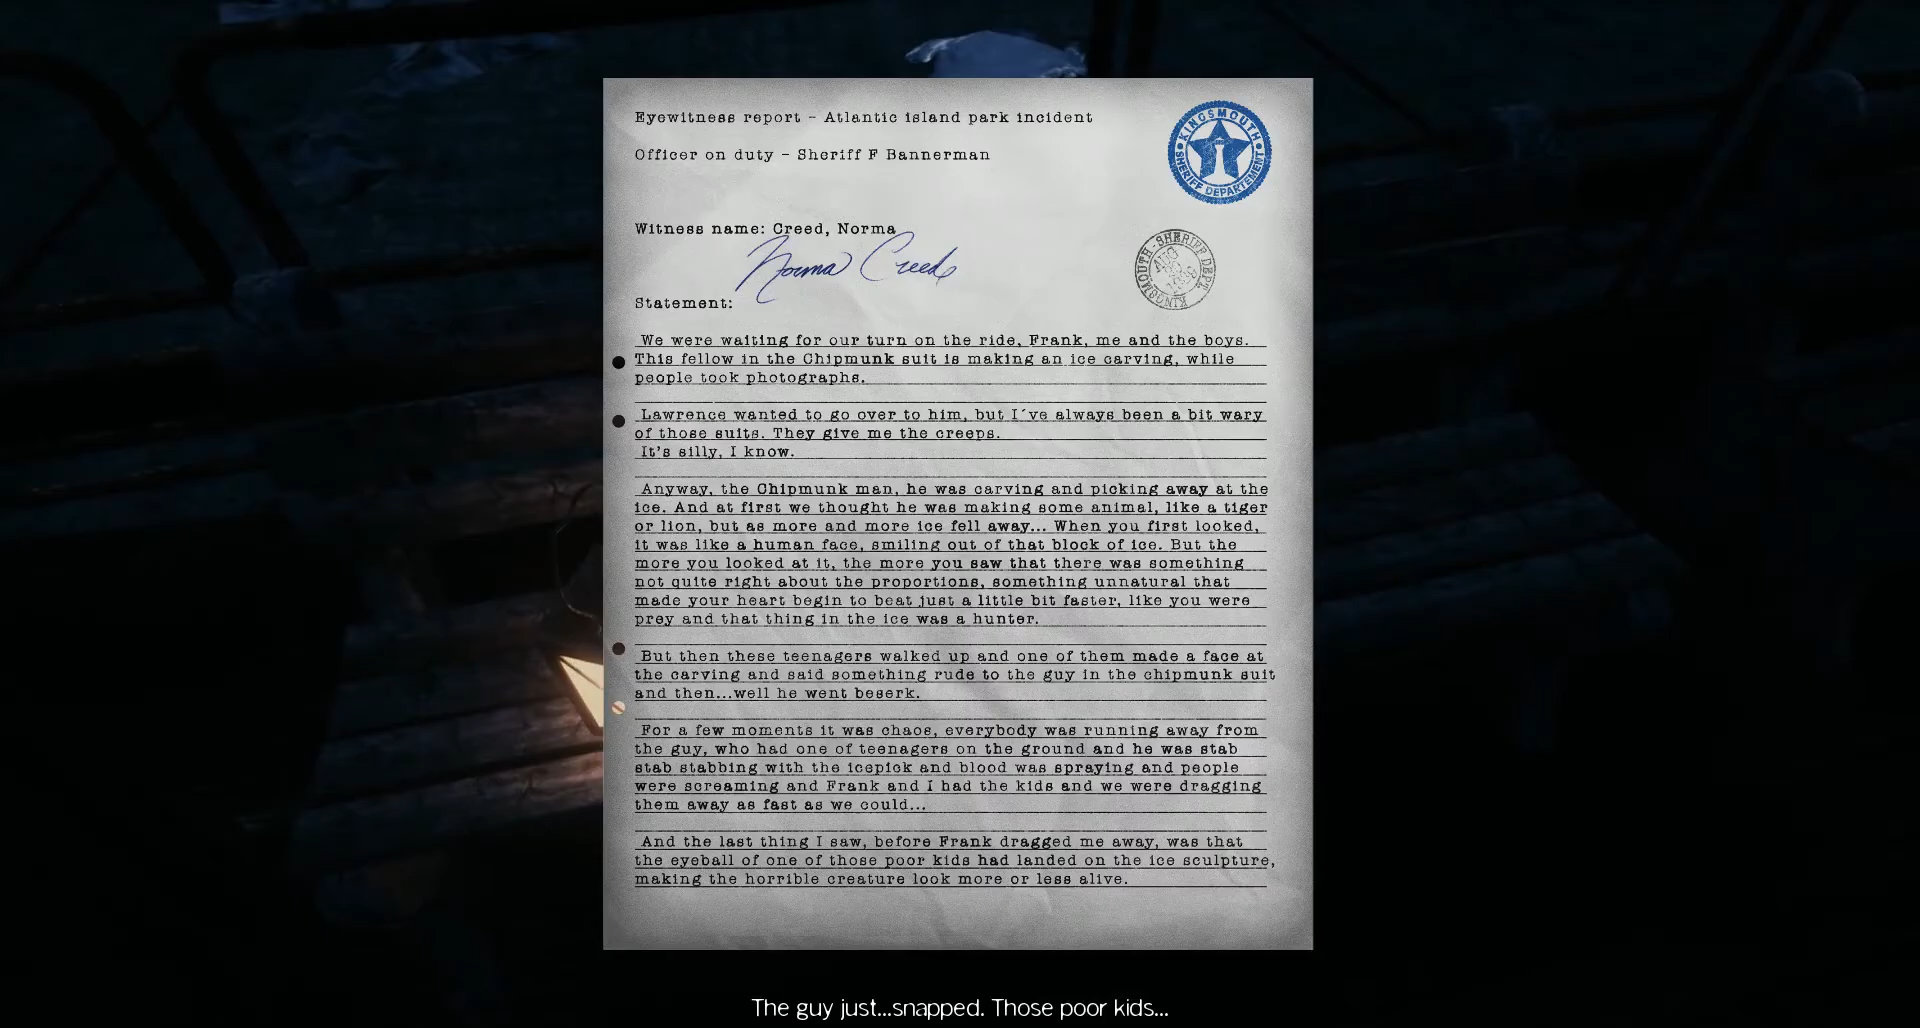 Eyewitness report - Atlantic island park incident
KINGSMOUTH
SHERIFF DEPARTEMENT
Officer on duty - Sheriff F Bannerman
Witness name: Creed, Norma
Norma Creed
KINGSMOUTH - SHERIFF DEPT.
AUG
Statement:
We were waiting for our turn on the ride, Frank, me and the boys.
This fellow in the Chipmunk suit is making an ice carving, while
people took photographs.
Lawrence wanted to go over to him, but I´ve always been a bit wary
of those suits. They give me the creeps.
It's silly, I know.
Anyway, the Chipmunk man, he was carving and picking away at the
ice. And at first we thought he was making some animal, like a tiger
or lion, but as more and more ice fell away... When you first looked,
it was like a human face, smiling out of that block of ice. But the
more you looked at it, the more you saw that there was something
not quite right about the proportions, something unnatural that
made your heart begin to beat just a little bit faster, like you were
prey and that thing in the ice was a hunter.
But then these teenagers walked up and one of them made a face at
the carving and said something rude to the guy in the chipmunk suit
and then...well he went beserk.
For a few moments it was chaos, everybody was running away from
the guy, who had one of teenagers on the ground and he was stab
stab stabbing with the icepick and blood was spraying and people
were screaming and Frank and I had the kids and we were dragging
them away as fast as we could...
And the last thing I saw, before Frank dragged me away, was that
the eyeball of one of those poor kids had landed on the ice sculpture,
making the horrible creature look more or less alive.
The guy just...snapped. Those poor kids...